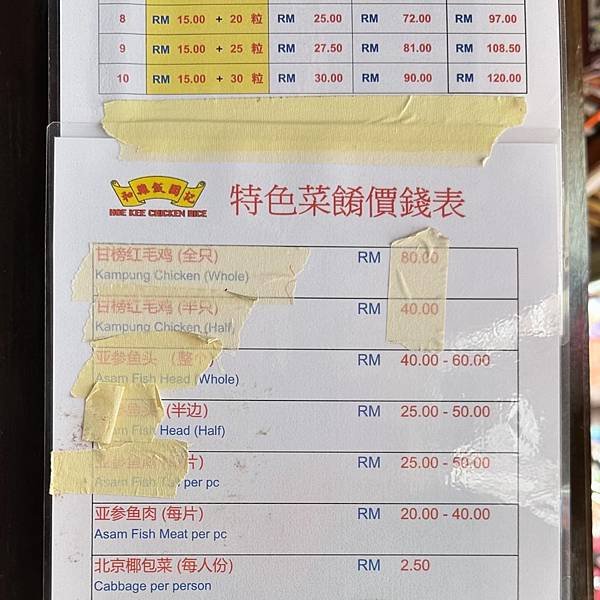 8 RM 15.00 + 20 粒 RM 25.00 RM 72.00 RM 97.00
9 RM 15.00 + 25 粒 RM 27.50 RM 81.00 RM 108.50
10 RM 15.00 + 30 粒 RM 30.00 RM 90.00 RM 120.00
和雞飯團記
HOE KEE CHICKEN RICE
特色菜餚價錢表
甘榜红毛鸡 (全只) RM 80.00
Kampung Chicken (Whole)
甘榜红毛鸡 (半只) RM 40.00
Kampung Chicken (Half)
亚参鱼头 (整个) RM 40.00 - 60.00
Asam Fish Head (Whole)
(半边) RM 25.00 - 50.00
Asam Fish Head (Half)
片) RM 25.00 - 50.00
Asam Fish per pc
亚参鱼肉 (每片) RM 20.00 - 40.00
Asam Fish Meat per pc
北京椰包菜 (每人份) RM 2.50
Cabbage per person